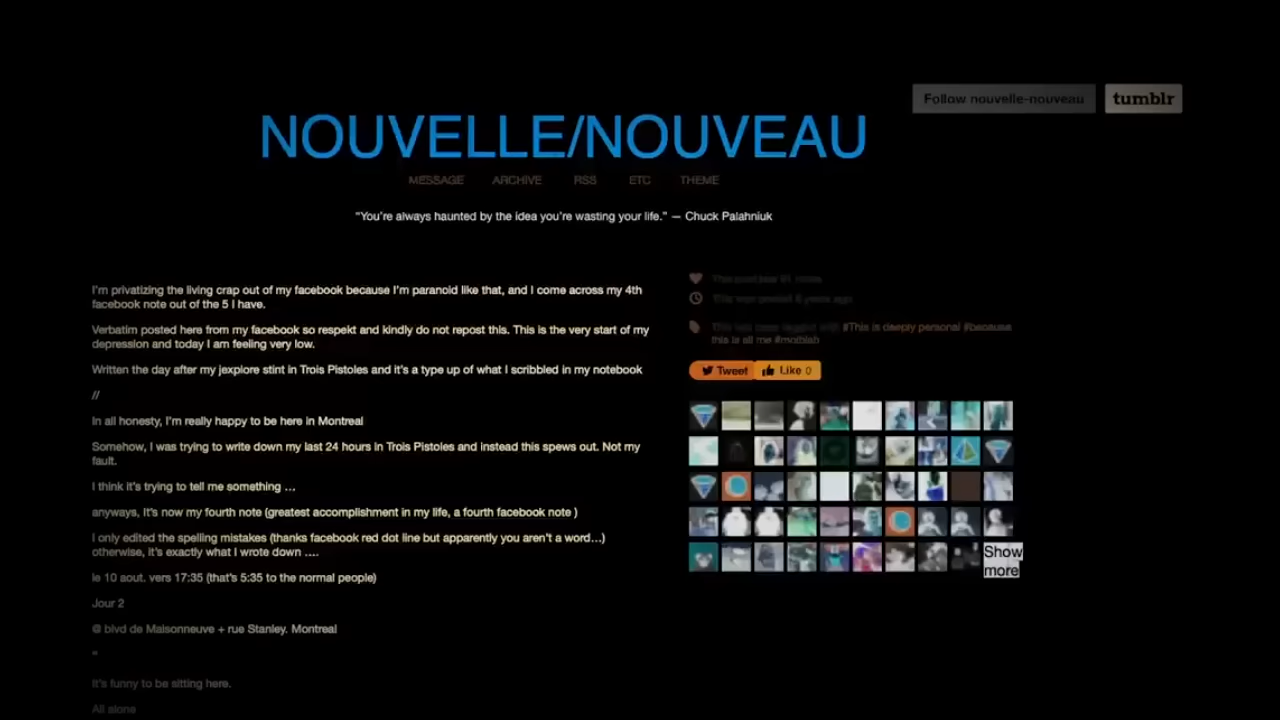 Follow nouvelle-nouveau
tumblr
NOUVELLE/NOUVEAU
MESSAGE ARCHIVE RSS ETC THEME
“You’re always haunted by the idea you’re wasting your life.” — Chuck Palahniuk
I’m privatizing the living crap out of my facebook because I’m paranoid like that, and I come across my 4th
facebook note out of the 5 I have.
Verbatim posted here from my facebook so respekt and kindly do not repost this. This is the very start of my
depression and today I am feeling very low.
Written the day after my jexplore stint in Trois Pistoles and it’s a type up of what I scribbled in my notebook
//
In all honesty, I’m really happy to be here in Montreal
Somehow, I was trying to write down my last 24 hours in Trois Pistoles and instead this spews out. Not my
fault.
I think it’s trying to tell me something …
anyways, It’s now my fourth note (greatest accomplishment in my life, a fourth facebook note )
I only edited the spelling mistakes (thanks facebook red dot line but apparently you aren’t a word…)
otherwise, it’s exactly what I wrote down ….
le 10 aout. vers 17:35 (that’s 5:35 to the normal people)
Jour 2
@ blvd de Maisonneuve + rue Stanley. Montreal
“
It’s funny to be sitting here.
All alone
This was posted 5 years ago
#This is deeply personal #because
this is all me
Tweet Like 0
Show
more